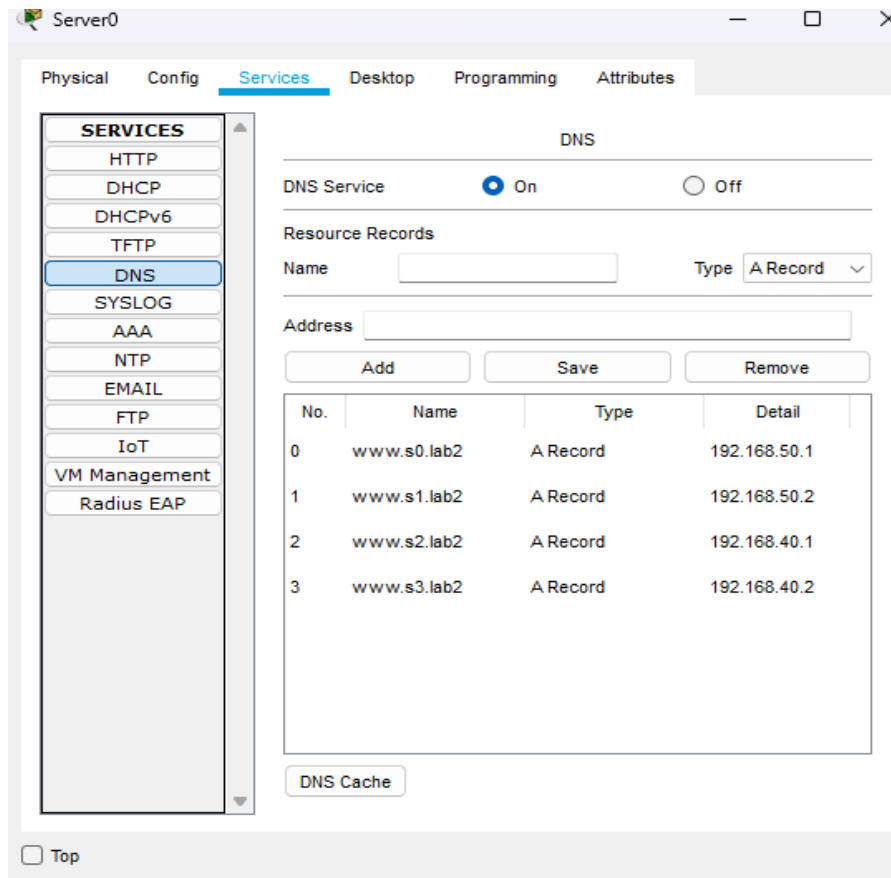 Server0
Physical Config Services Desktop Programming Attributes
SERVICES
HTTP
DHCP
DHCPv6
TFTP
DNS
SYSLOG
AAA
NTP
EMAIL
FTP
IoT
VM Management
Radius EAP
DNS
DNS Service On Off
Resource Records
Name Type A Record
Address
Add Save Remove
No. Name Type Detail
0 www.s0.lab2 A Record 192.168.50.1
1 www.s1.lab2 A Record 192.168.50.2
2 www.s2.lab2 A Record 192.168.40.1
3 www.s3.lab2 A Record 192.168.40.2
DNS Cache
Top